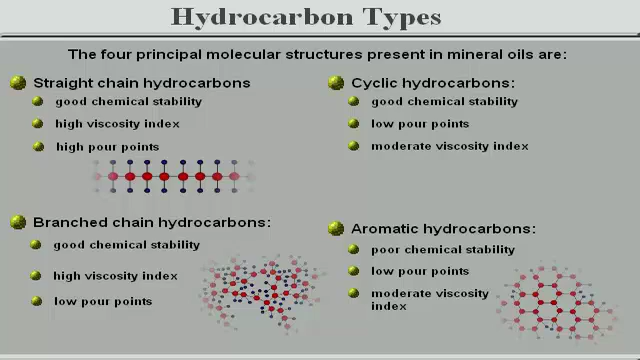 Hydrocarbon Types
The four principal molecular structures present in mineral oils are:
Straight chain hydrocarbons
good chemical stability
high viscosity index
high pour points
Cyclic hydrocarbons:
good chemical stability
low pour points
moderate viscosity index
Branched chain hydrocarbons:
good chemical stability
high viscosity index
low pour points
Aromatic hydrocarbons:
poor chemical stability
low pour points
moderate viscosity
index